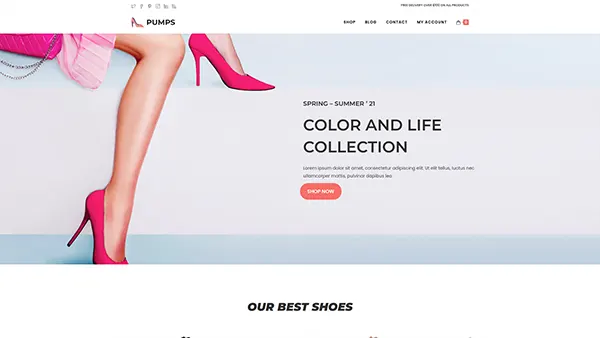 FREE DELIVERY OVER $70 ON ALL PRODUCTS
PUMPS
SHOP BLOG CONTACT MY ACCOUNT
SPRING – SUMMER ' 21
COLOR AND LIFE
COLLECTION
Lorem ipsum dolor sit amet, consectetur adipiscing elit. Ut elit tellus, luctus nec
ullamcorper mattis, pulvinar dapibus leo
SHOP NOW
OUR BEST SHOES